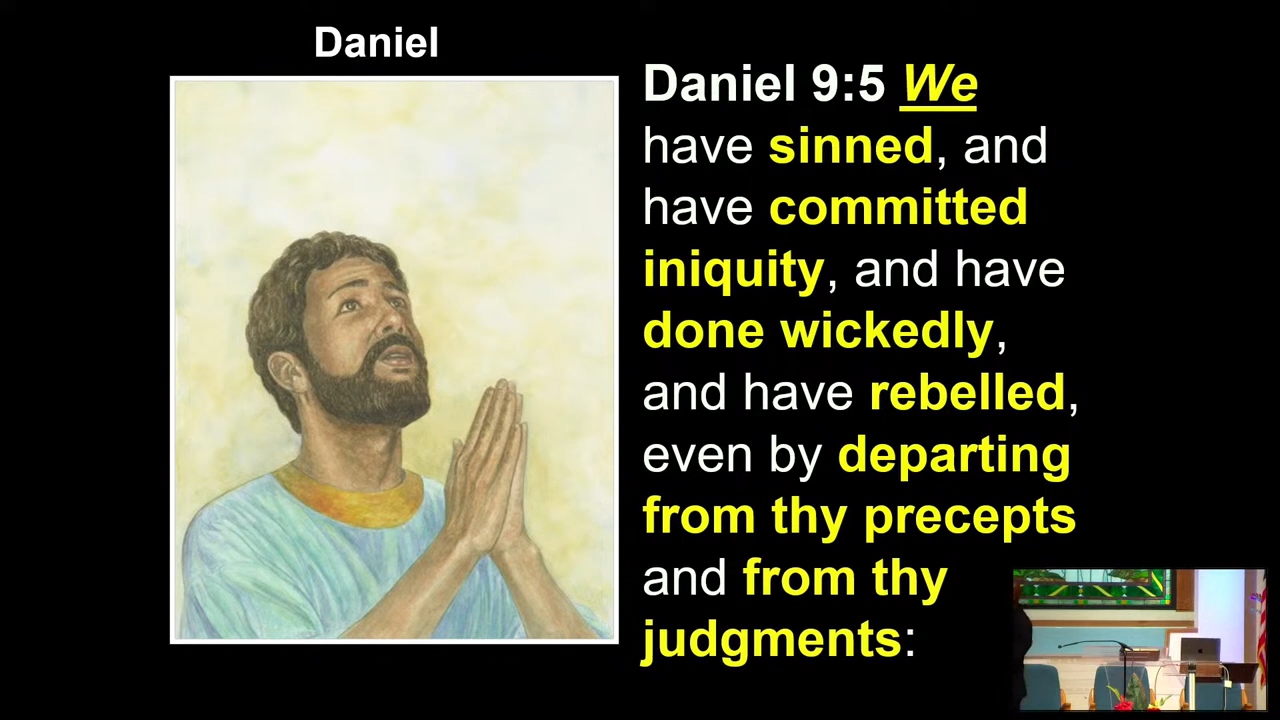 Daniel
Daniel 9:5 We
have sinned, and
have committed
iniquity, and have
done wickedly,
and have rebelled,
even by departing
from thy precepts
and from thy
judgments: